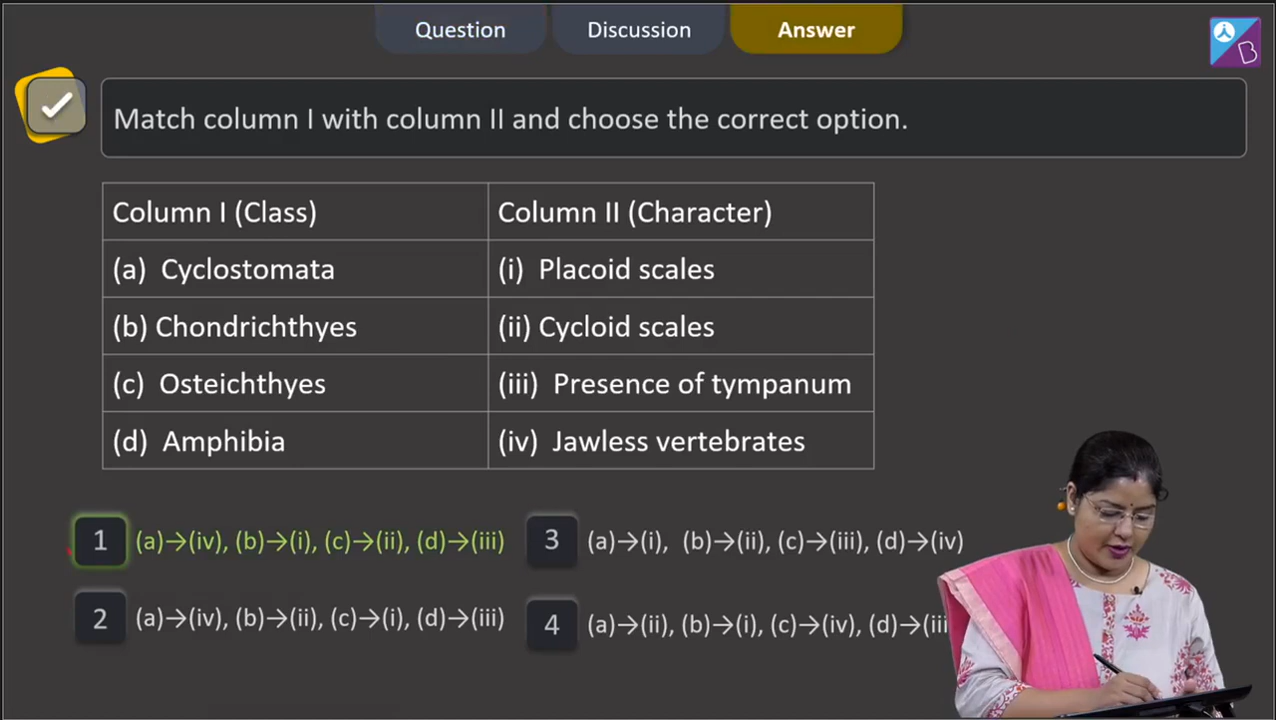 Question Discussion Answer
B
Match column I with column II and choose the correct option.
Column I (Class) Column II (Character)
(a) Cyclostomata (i) Placoid scales
(b) Chondrichthyes (ii) Cycloid scales
(c) Osteichthyes (iii) Presence of tympanum
(d) Amphibia (iv) Jawless vertebrates
1 (a)→(iv), (b)→(i), (c)→(ii), (d)→(iii)
3 (a)→(i), (b)→(ii), (c)→(iii), (d)→(iv)
2 (a)→(iv), (b)→(ii), (c)→(i), (d)→(iii)
4 (a)→(ii), (b)→(i), (c)→(iv), (d)→(iii